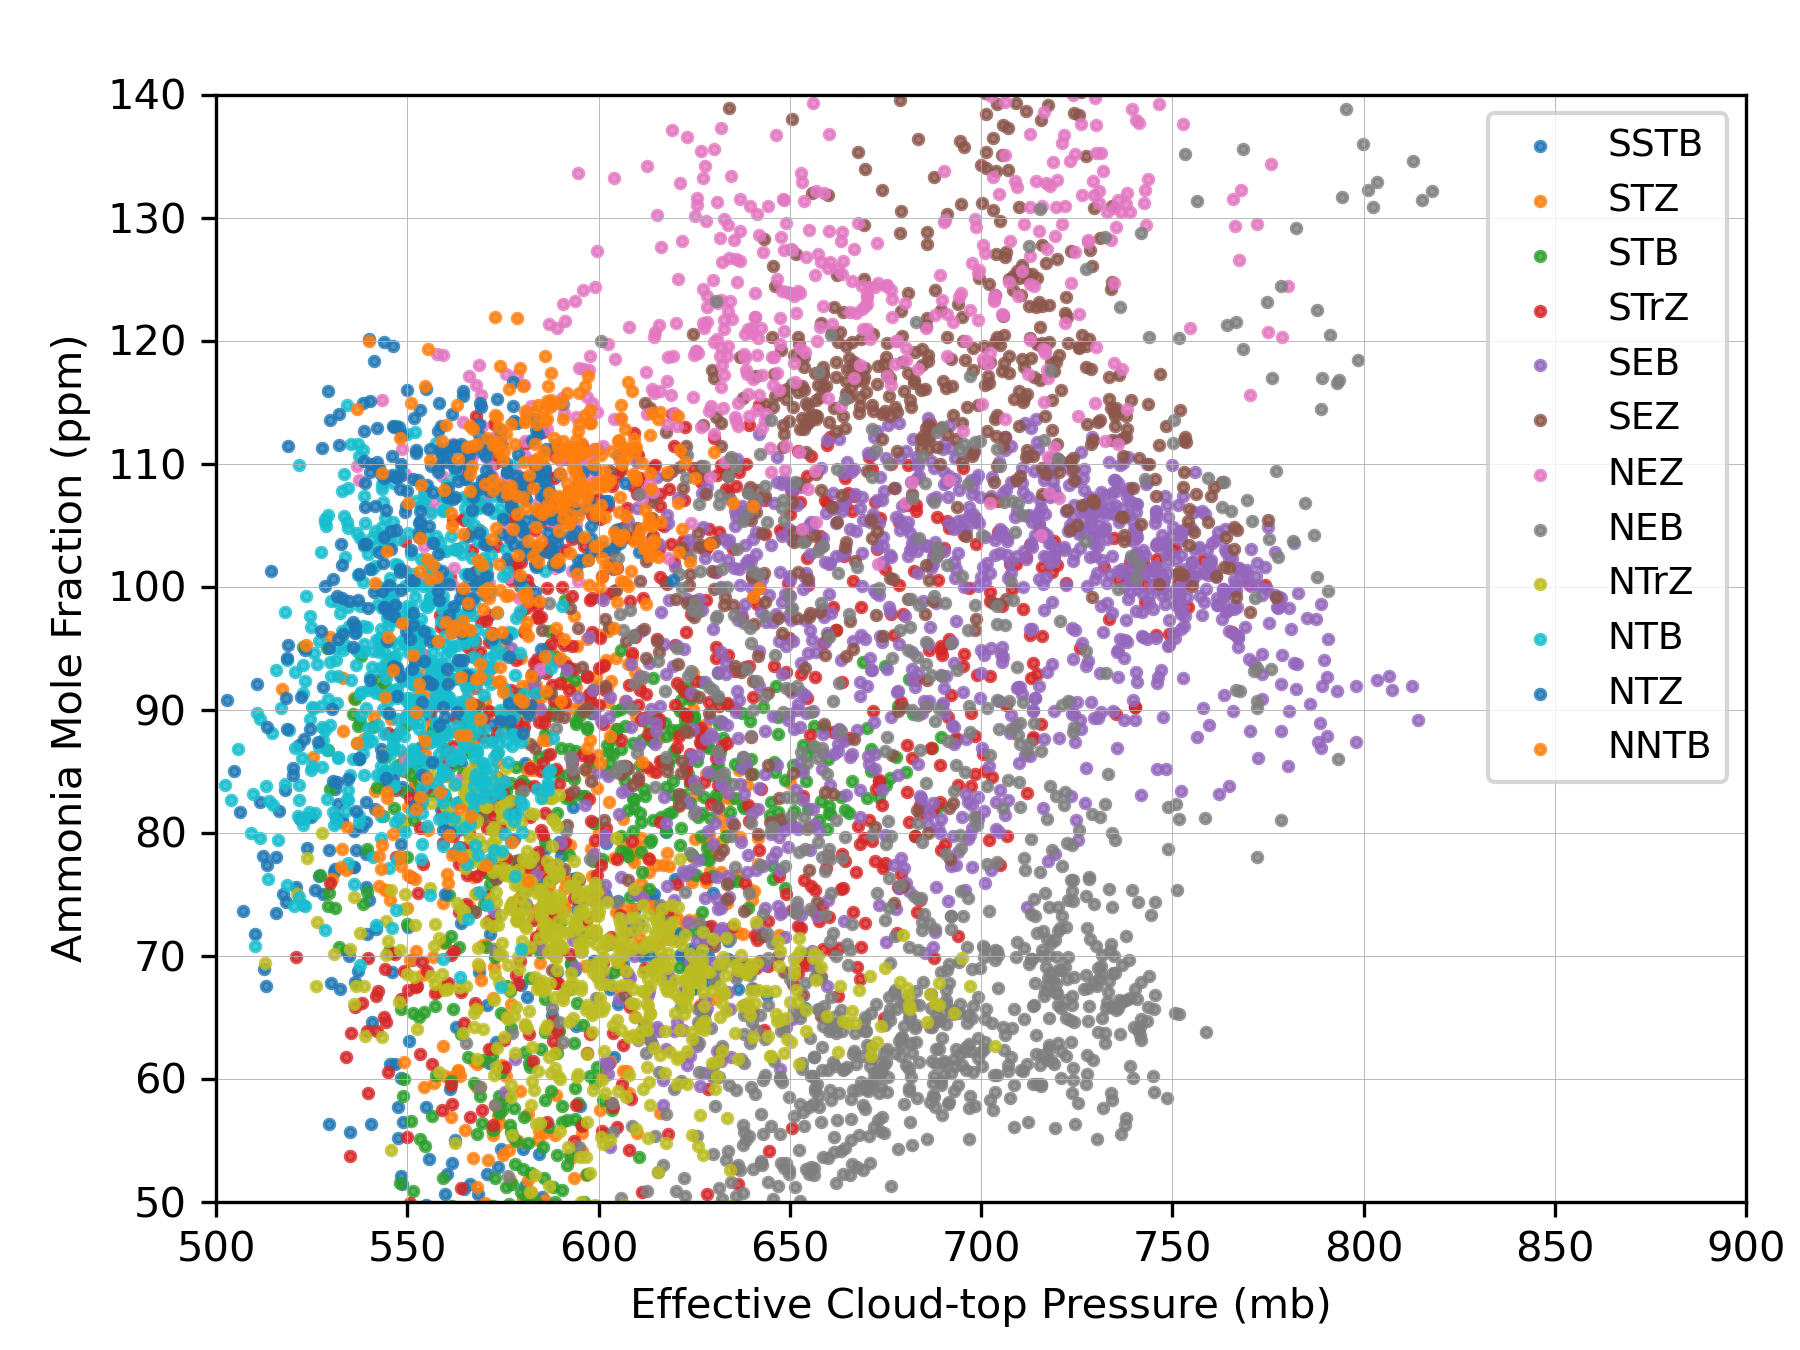 140
130
120
110
100
90
80
70
60
50
500 550 600 650 700 750 800 850 900
Ammonia Mole Fraction (ppm)
Effective Cloud-top Pressure (mb)
SSTB
STZ
STB
STrZ
SEB
SEZ
NEZ
NEB
NTrZ
NTB
NTZ
NNTB